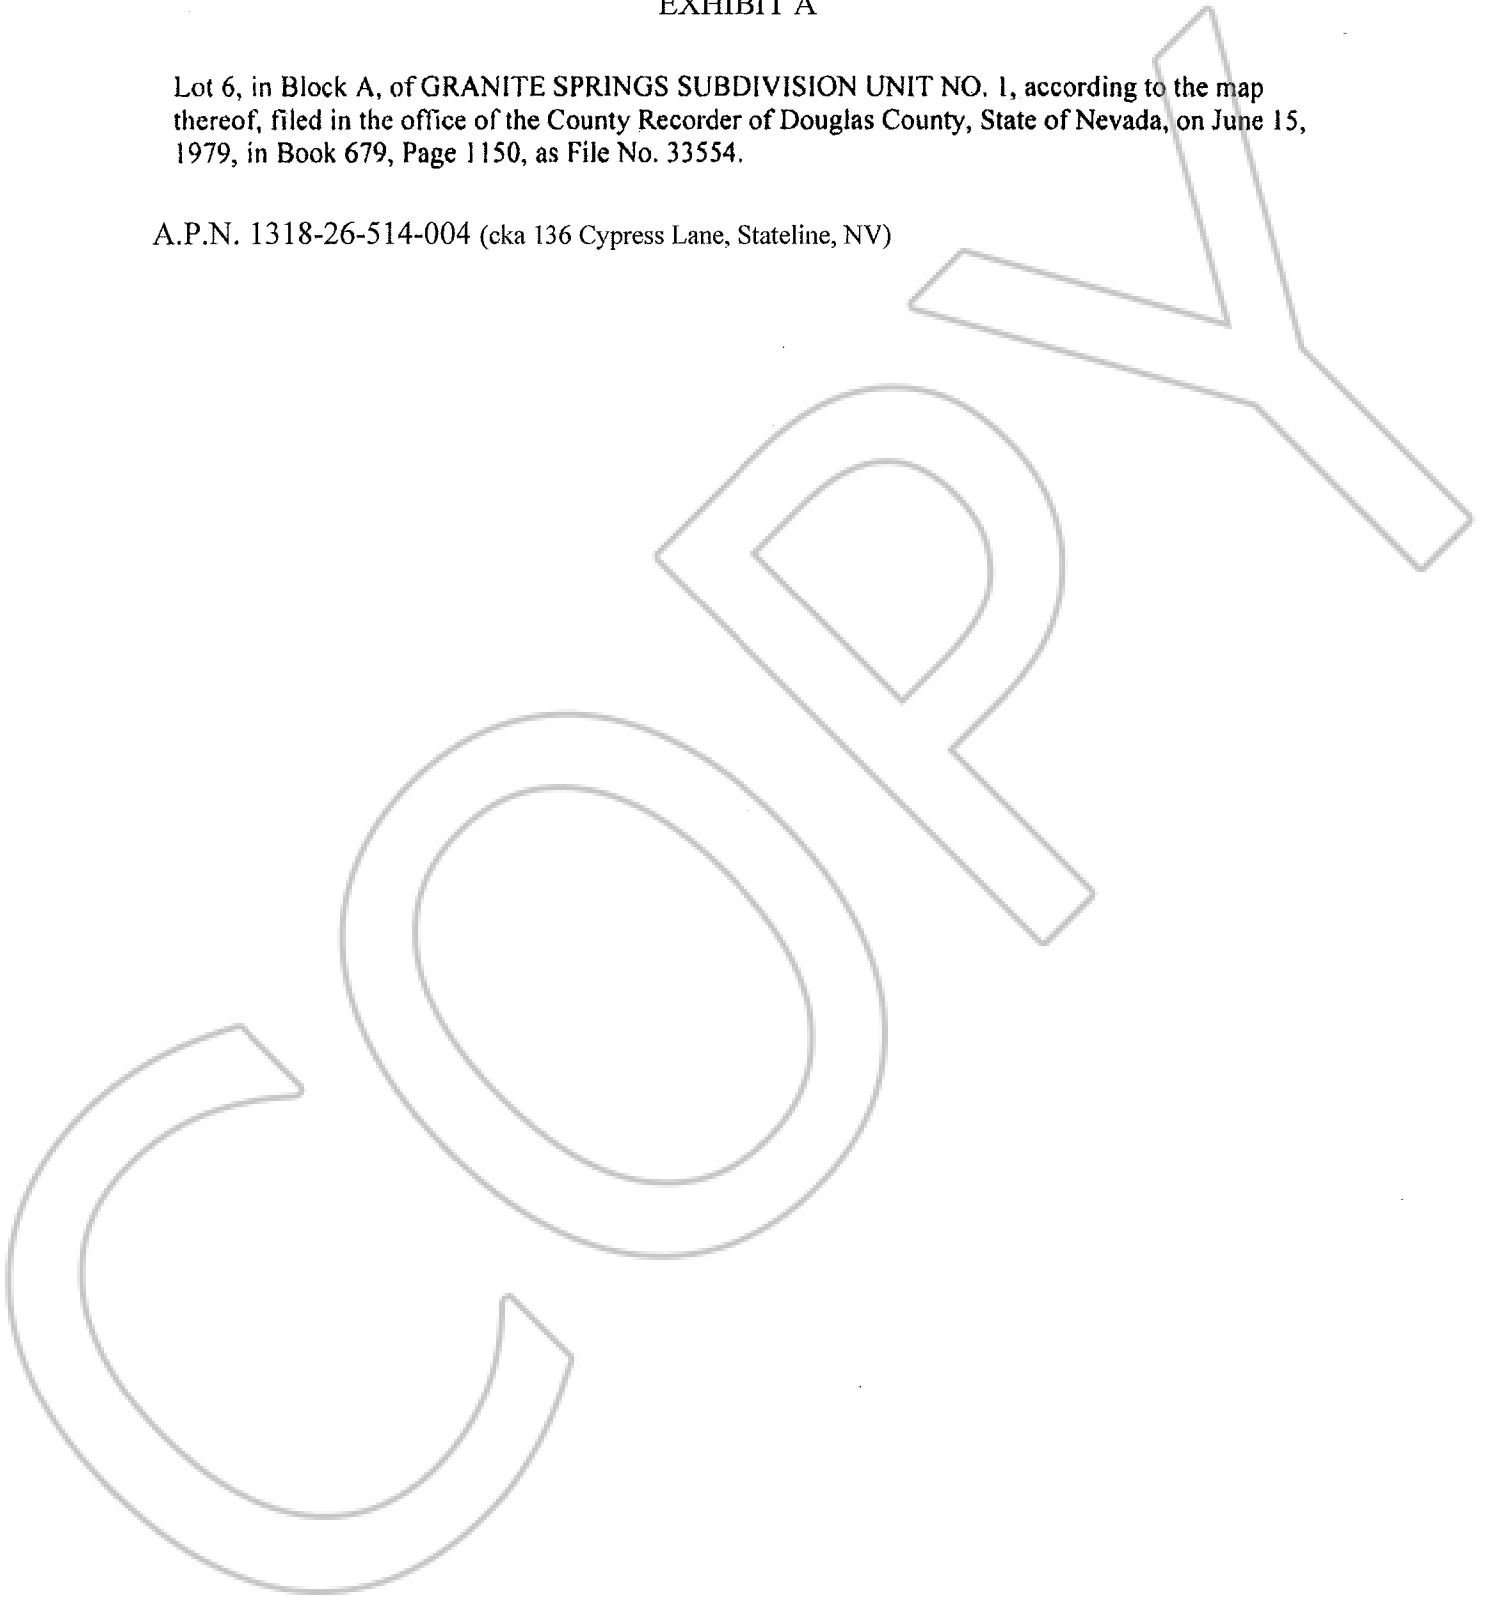 EXHIBIT A
Lot 6, in Block A, of GRANITE SPRINGS SUBDIVISION UNIT NO. 1, according to the map
thereof, filed in the office of the County Recorder of Douglas County, State of Nevada, on June 15,
1979, in Book 679, Page 1150, as File No. 33554.
A.P.N. 1318-26-514-004 (cka 136 Cypress Lane, Stateline, NV)
COPY